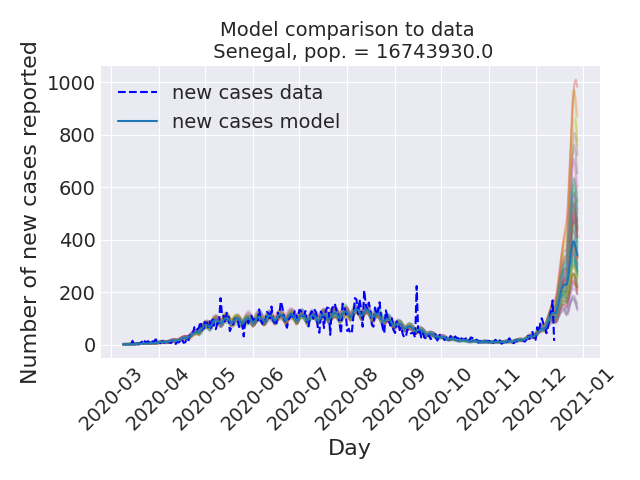 Model comparison to data
Senegal, pop. = 16743930.0
Number of new cases reported
1000
800
600
400
200
0
new cases data
new cases model
2020-03
2020-04
2020-05
2020-06
2020-07
2020-08
2020-09
2020-10
2020-11
2020-12
2021-01
Day